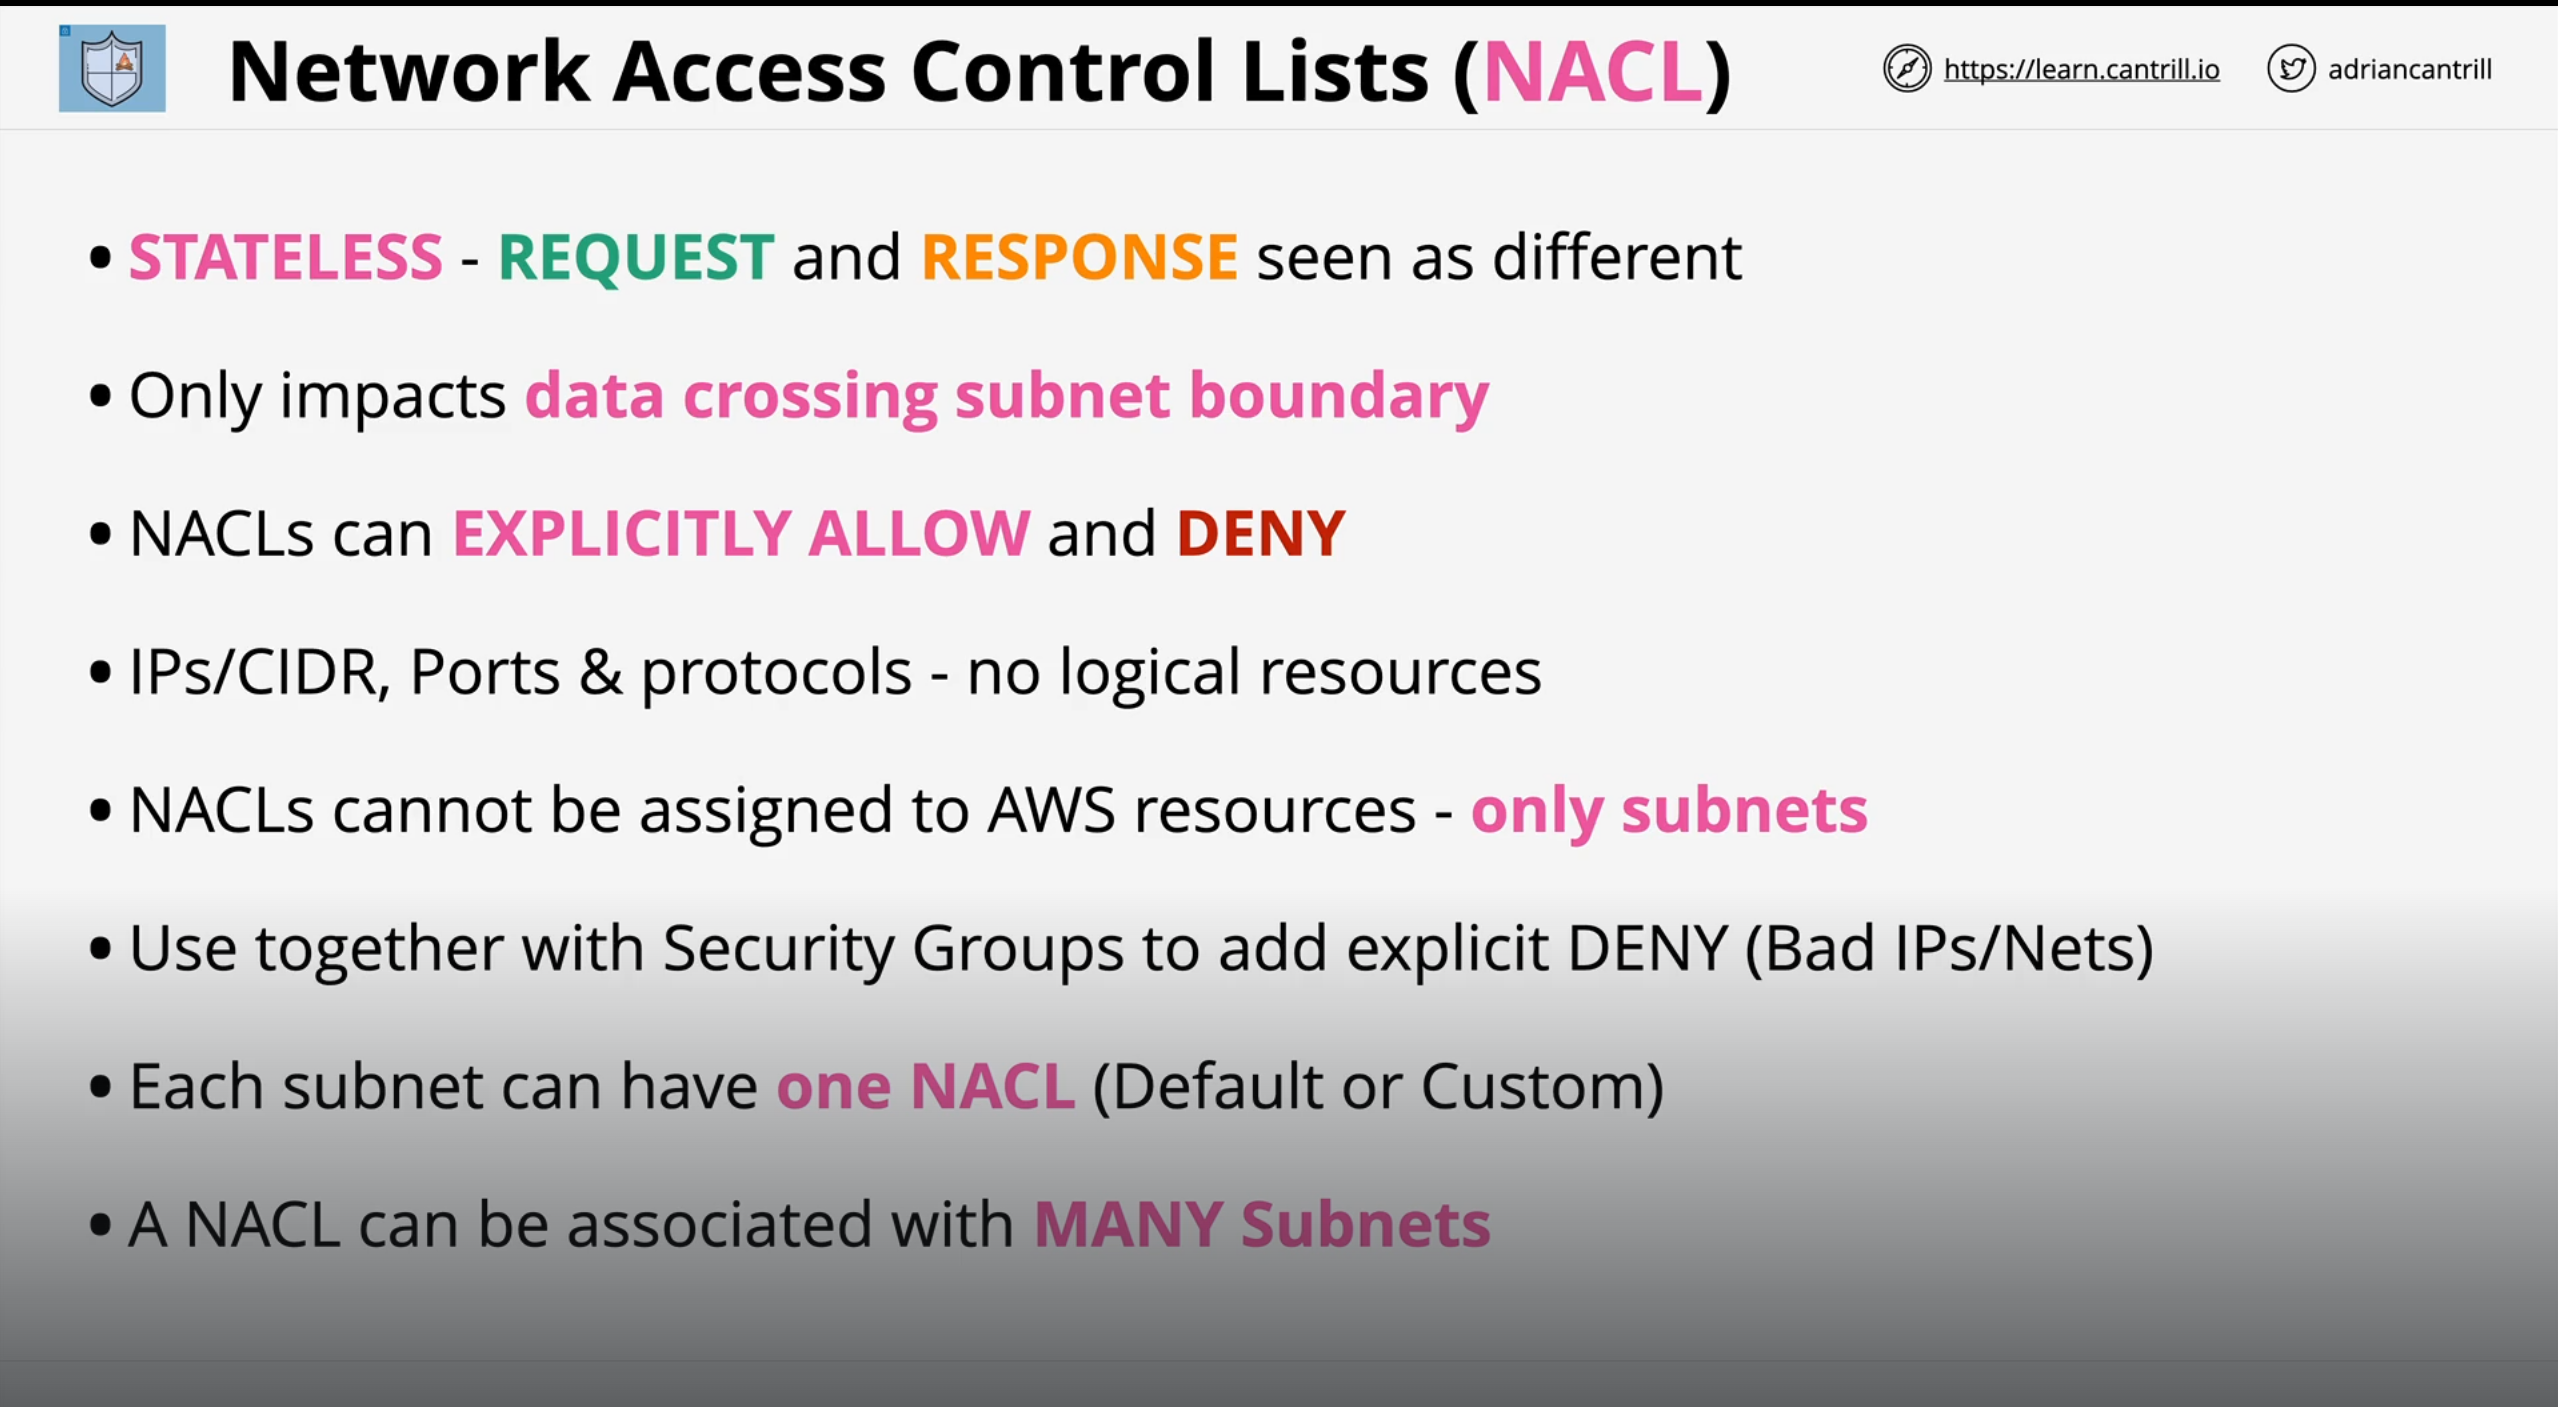 Network Access Control Lists (NACL)
https://learn.cantrill.io
adriancantrill
• STATELESS - REQUEST and RESPONSE seen as different
• Only impacts data crossing subnet boundary
• NACLs can EXPLICITLY ALLOW and DENY
• IPs/CIDR, Ports & protocols - no logical resources
• NACLs cannot be assigned to AWS resources - only subnets
• Use together with Security Groups to add explicit DENY (Bad IPs/Nets)
• Each subnet can have one NACL (Default or Custom)
• A NACL can be associated with MANY Subnets